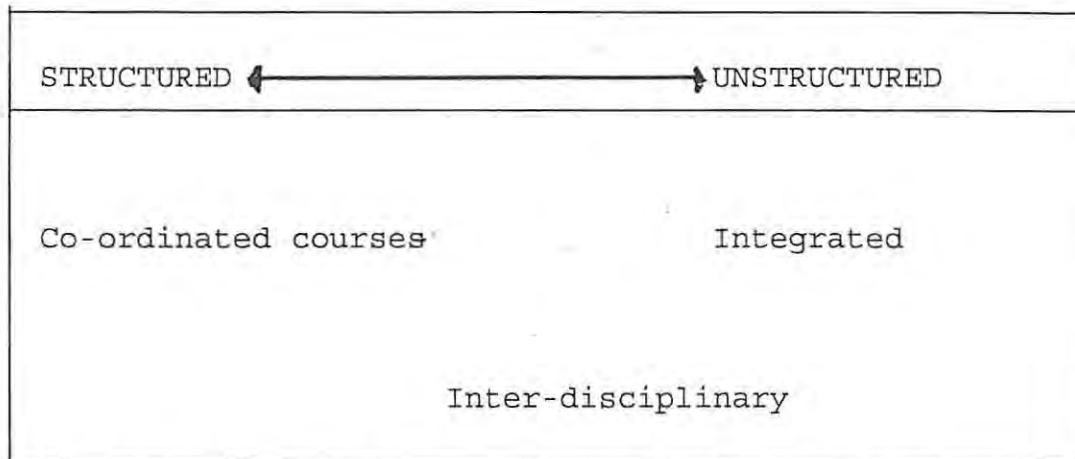 STRUCTURED UNSTRUCTURED
Co-ordinated courses Integrated
Inter-disciplinary